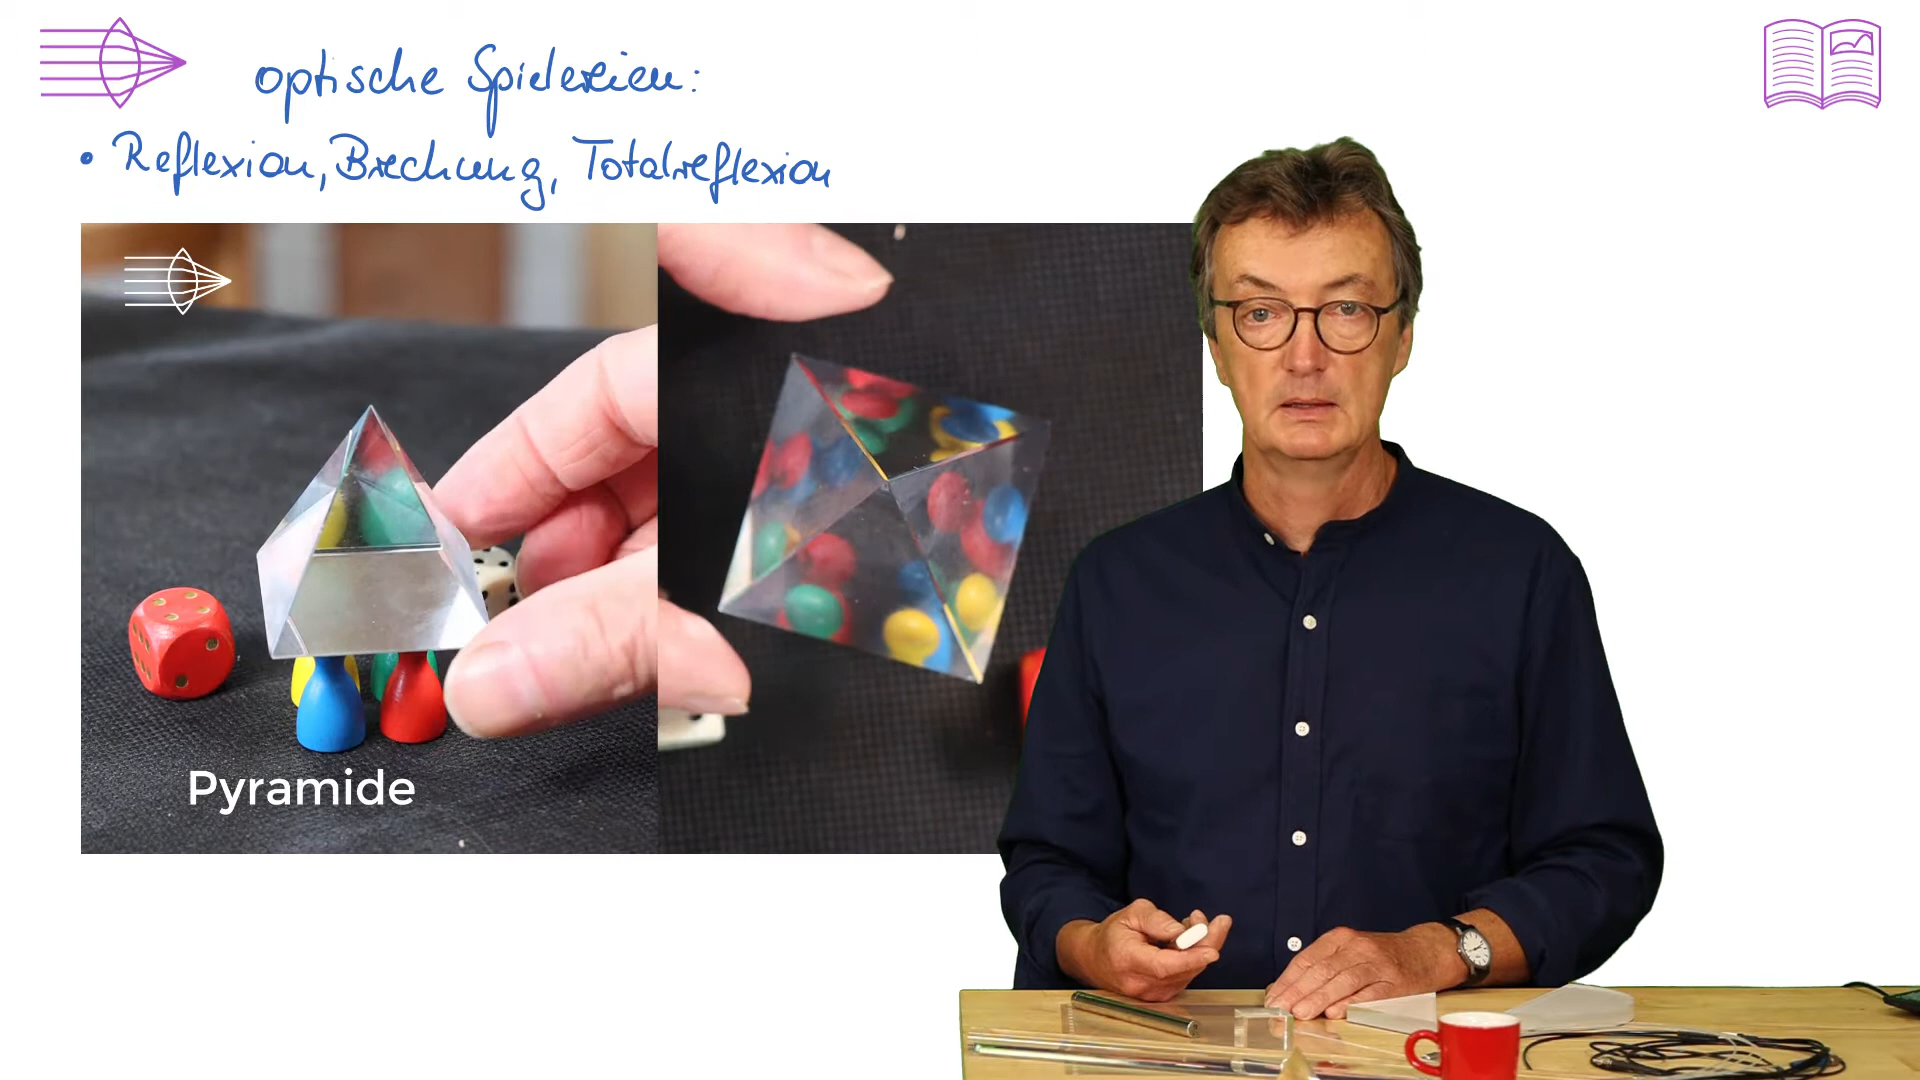 optische Spielereien:
• Reflexion, Brechung, Totalreflexion
Pyramide